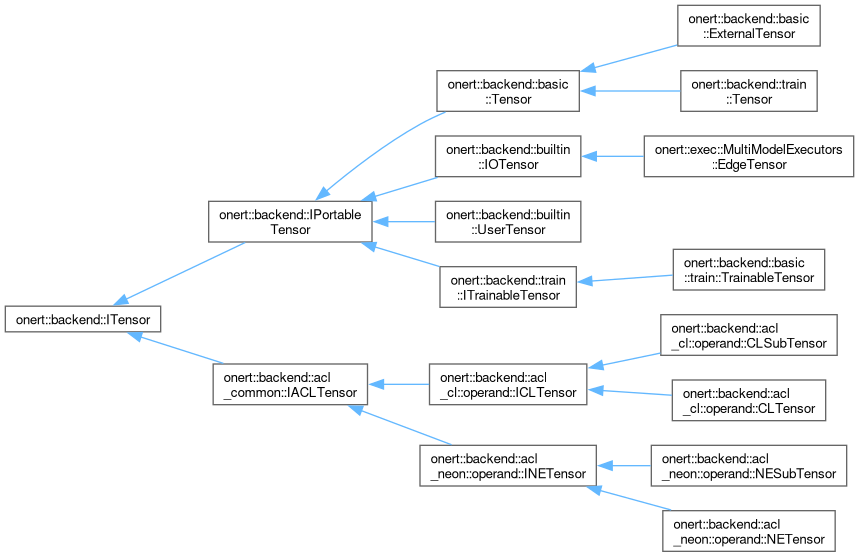 onert::backend::basic
::ExternalTensor
onert::backend::basic
::Tensor
onert::backend::train
::Tensor
onert::backend::builtin
::IOTensor
onert::exec::MultiModelExecutors
::EdgeTensor
onert::backend::IPortable
Tensor
onert::backend::builtin
::UserTensor
onert::backend::train
::ITrainableTensor
onert::backend::basic
::train::TrainableTensor
onert::backend::ITensor
onert::backend::acl
_common::IACLTensor
onert::backend::acl
_cl::operand::ICLTensor
onert::backend::acl
_cl::operand::CLSubTensor
onert::backend::acl
_cl::operand::CLTensor
onert::backend::acl
_neon::operand::INETensor
onert::backend::acl
_neon::operand::NESubTensor
onert::backend::acl
_neon::operand::NETensor